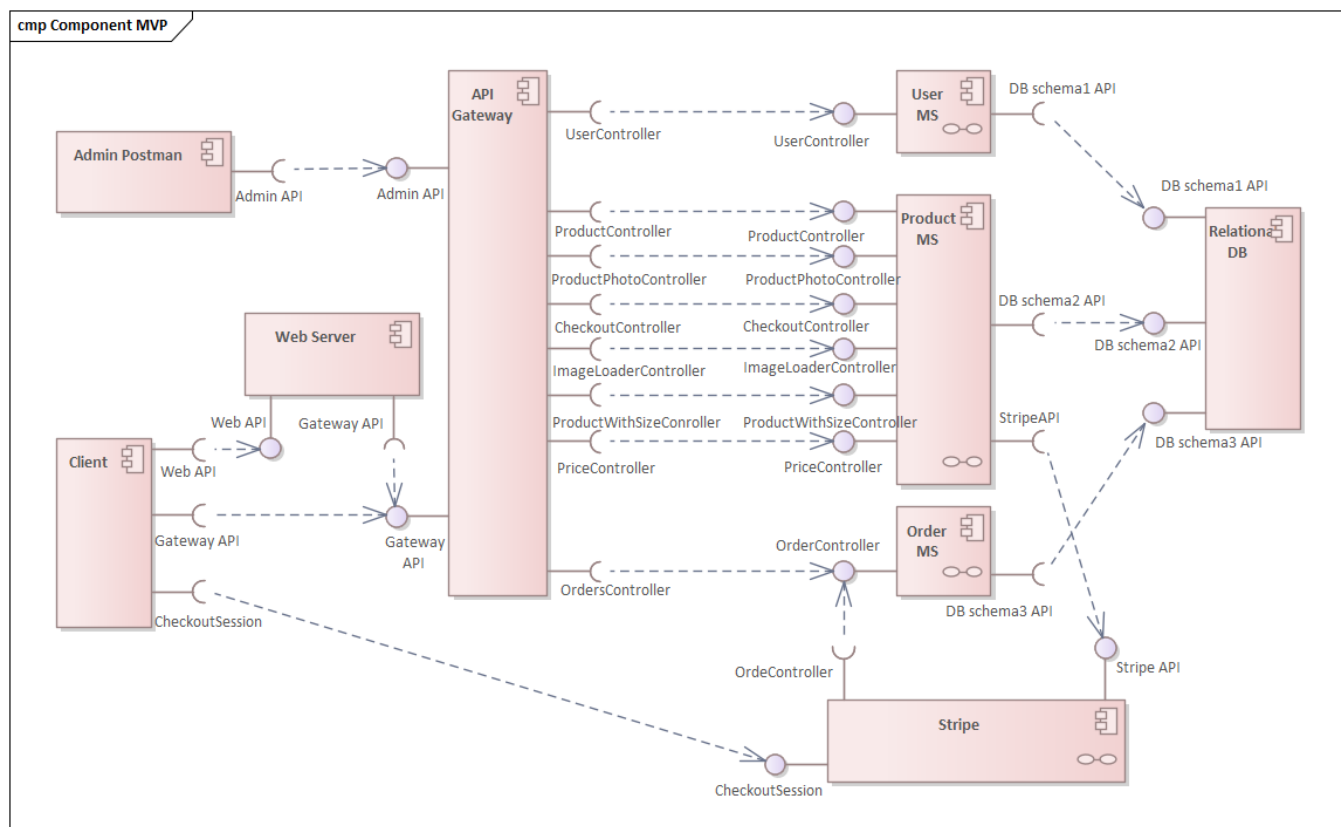 cmp Component MVP
API
Gateway
User
MS
DB schema1 API
UserController
UserController
Admin Postman
Admin API
Admin API
DB schema1 API
Product
MS
Relationa
DB
ProductController
ProductController
ProductPhotoController
ProductPhotoController
DB schema2 API
CheckoutController
CheckoutController
Web Server
DB schema2 API
ImageLoaderController
ImageLoaderController
Web API
Gateway API
ProductWithSizeConroller
ProductWithSizeController
StripeAPI
DB schema3 API
Client
Web API
PriceController
PriceController
Gateway API
Gateway
API
OrderController
Order
MS
OrdersController
DB schema3 API
CheckoutSession
OrdeController
Stripe API
Stripe
CheckoutSession